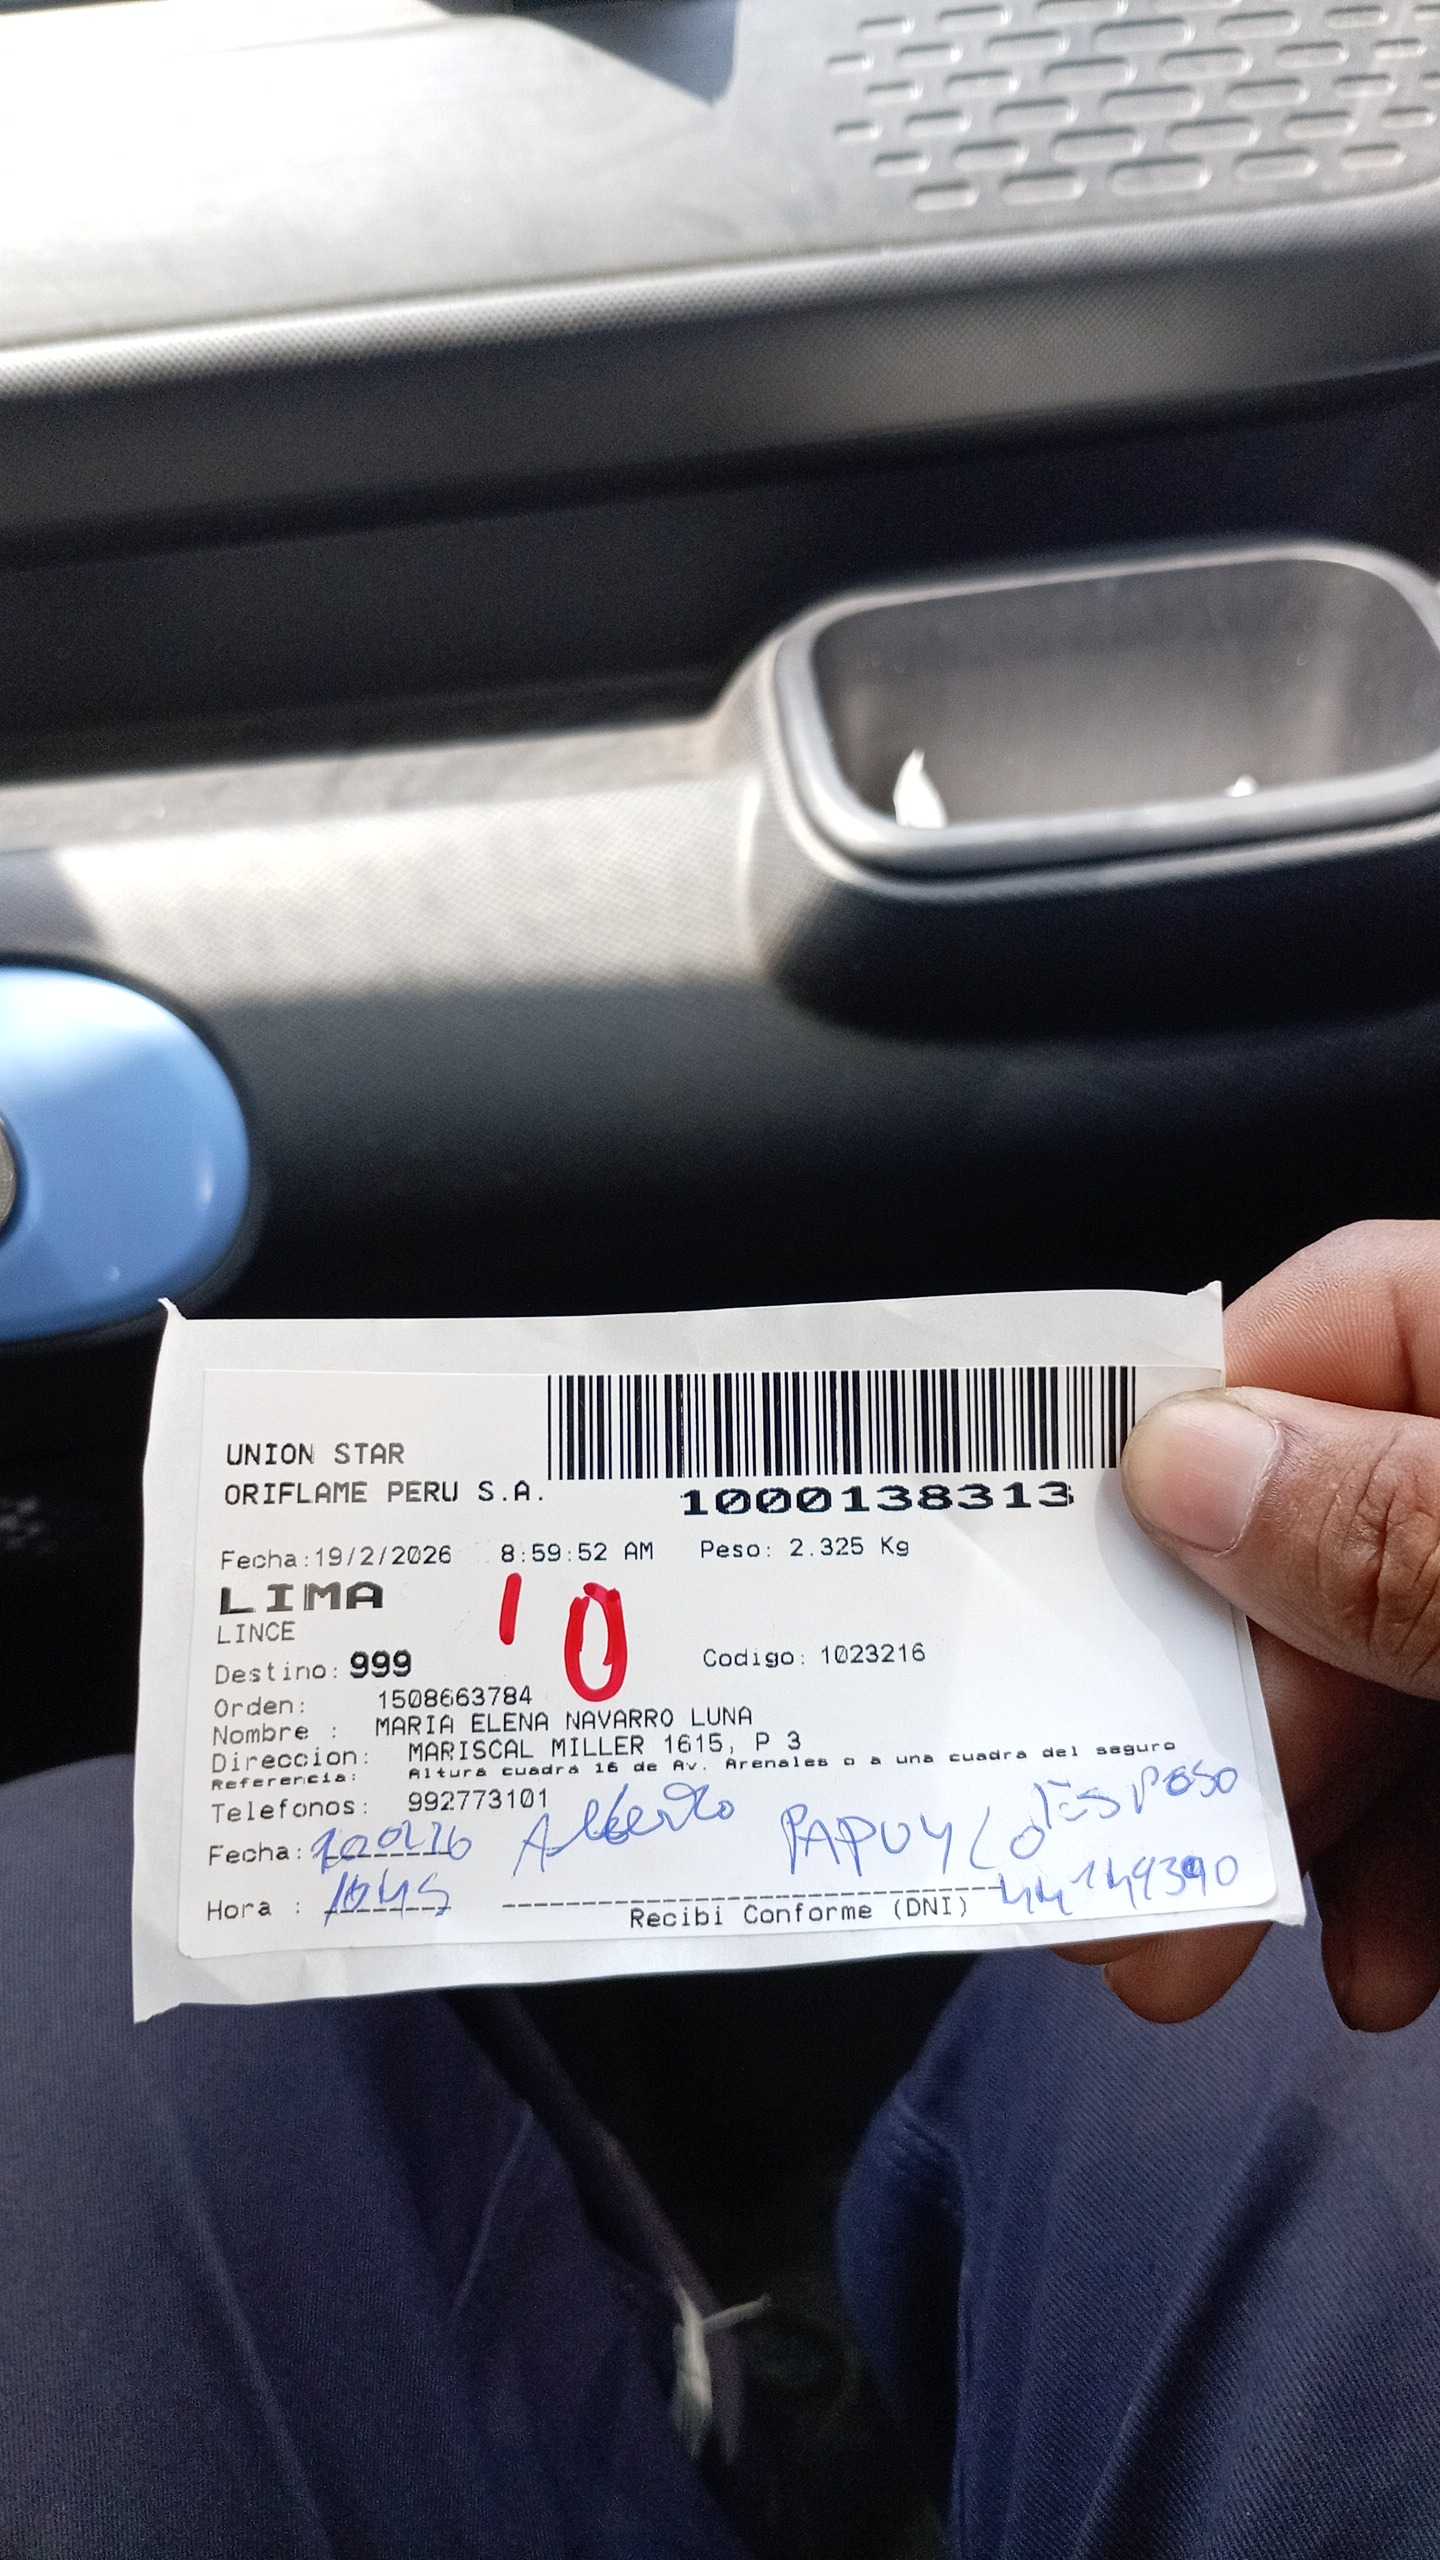 UNION STAR
ORIFLAME PERU S.A.
1000138313
Fecha:19/2/2026 8:59:52 AM Peso: 2.325 Kg
LIMA
10
LINCE
Destino: 999 Codigo: 1023216
Orden: 1508663784
Nombre : MARIA ELENA NAVARRO LUNA
Direccion: MARISCAL MILLER 1615, P 3
Referencia: Altura cuadra 16 de Av. Arenales o a una cuadra del seguro
Telefonos: 992773101
Fecha: Alberto Esposo
Hora :
Recibi Conforme (DNI)